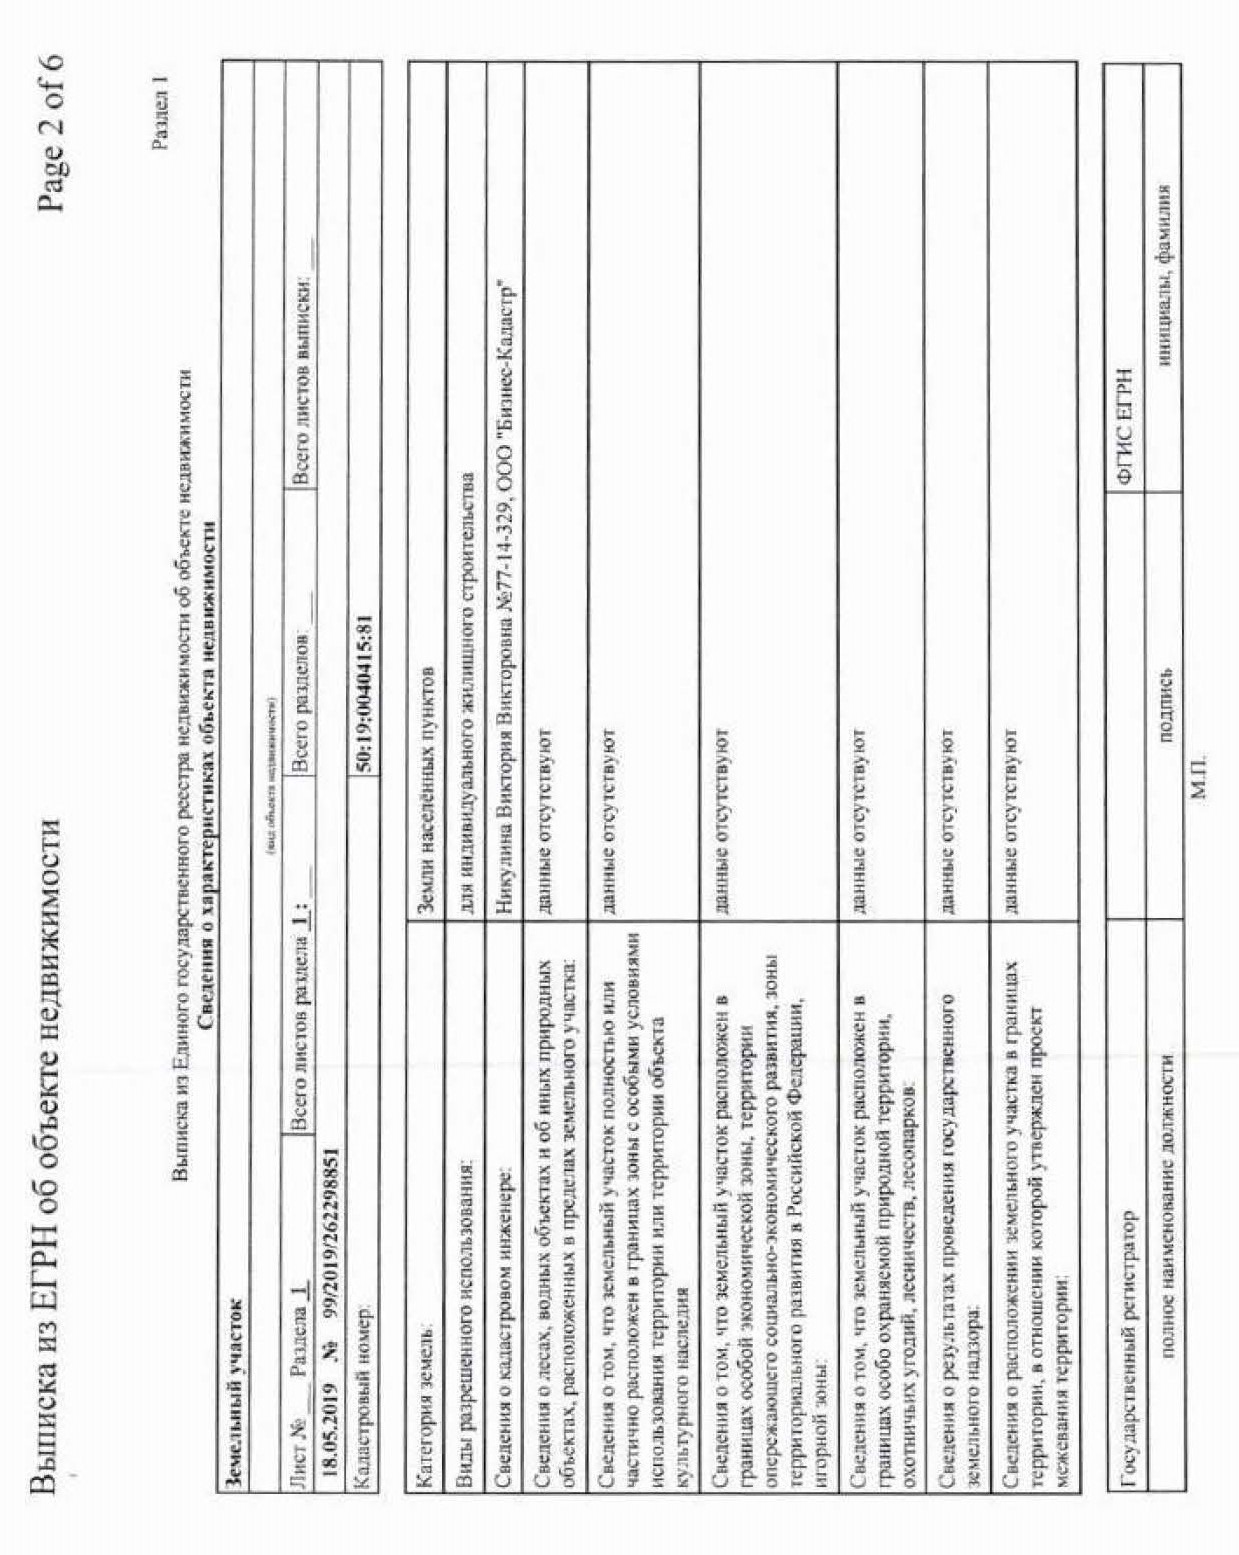 Выписка из ЕГРН об объекте недвижимости Page 2 of 6
Раздел 1
Выписка из Единого государственного реестра недвижимости об объекте недвижимости
Сведения о характеристиках объекта недвижимости
Земельный участок
(вид объекта недвижимости)
Лист № ___ Раздела 1 Всего листов раздела 1 : ___ Всего разделов: ___ Всего листов выписки: ___
18.05.2019 № 99/2019/262298851
Кадастровый номер: 50:19:0040415:81
Категория земель: Земли населённых пунктов
Виды разрешенного использования: для индивидуального жилищного строительства
Сведения о кадастровом инженере: Никулина Виктория Викторовна №77-14-329, ООО "Бизнес-Кадастр"
Сведения о лесах, водных объектах и об иных природных данные отсутствуют
объектах, расположенных в пределах земельного участка:
Сведения о том, что земельный участок полностью или данные отсутствуют
частично расположен в границах зоны с особыми условиями
использования территории или территории объекта
культурного наследия
Сведения о том, что земельный участок расположен в данные отсутствуют
границах особой экономической зоны, территории
опережающего социально-экономического развития, зоны
территориального развития в Российской Федерации,
игорной зоны:
Сведения о том, что земельный участок расположен в данные отсутствуют
границах особо охраняемой природной территории,
охотничьих угодий, лесничеств, лесопарков:
Сведения о результатах проведения государственного данные отсутствуют
земельного надзора:
Сведения о расположении земельного участка в границах данные отсутствуют
территории, в отношении которой утвержден проект
межевания территории:
Государственный регистратор ФГИС ЕГРН
полное наименование должности подпись инициалы, фамилия
М.П.